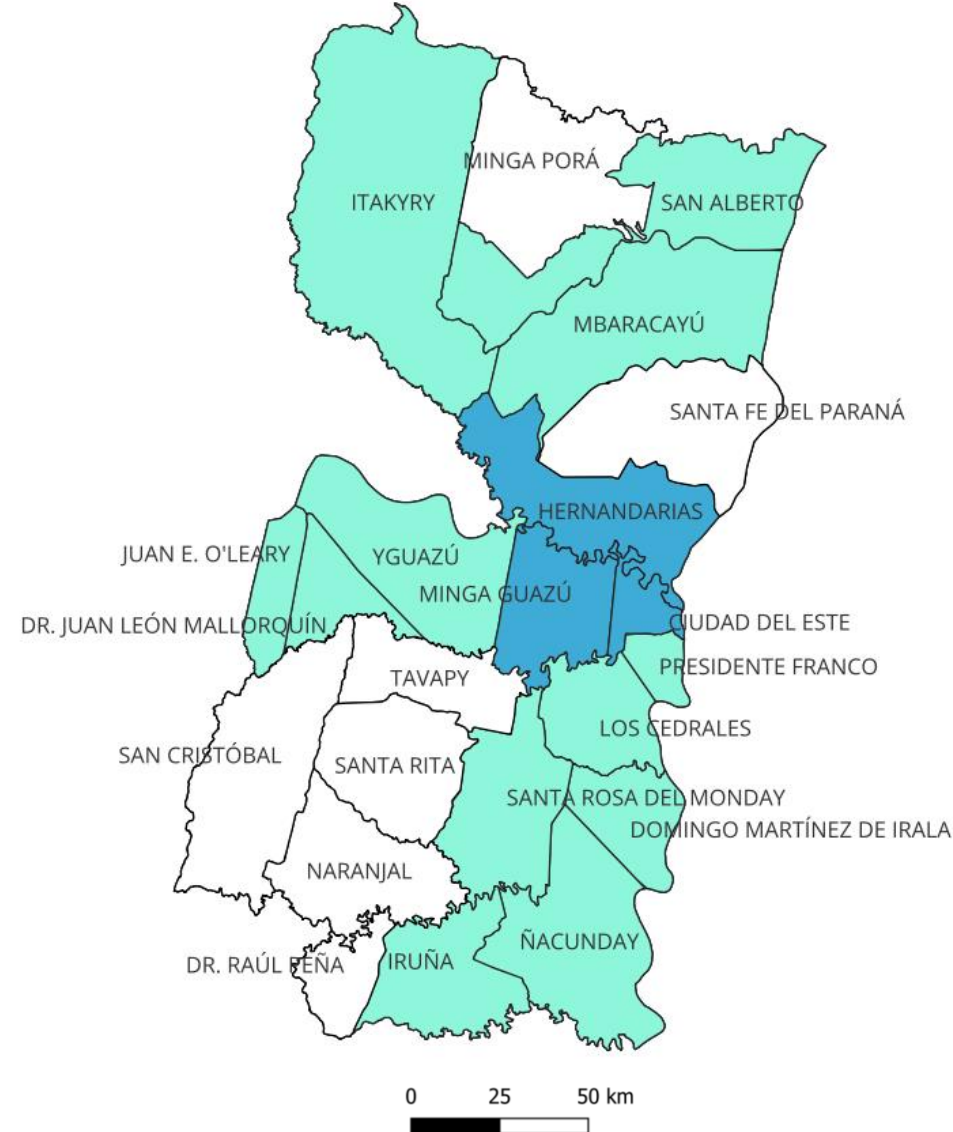 MINGA PORÁ
ITAKYRY
SAN ALBERTO
MBARACAYÚ
SANTA FE DEL PARANÁ
HERNANDARIAS
JUAN E. O'LEARY
YGUAZÚ
MINGA GUAZÚ
CIUDAD DEL ESTE
DR. JUAN LEÓN MALLORQUÍN
PRESIDENTE FRANCO
TAVAPY
LOS CEDRALES
SAN CRISTÓBAL
SANTA RITA
SANTA ROSA DEL MONDAY
DOMINGO MARTÍNEZ DE IRALA
NARANJAL
ÑACUNDAY
DR. RAÚL PEÑA
IRUÑA
0 25 50 km